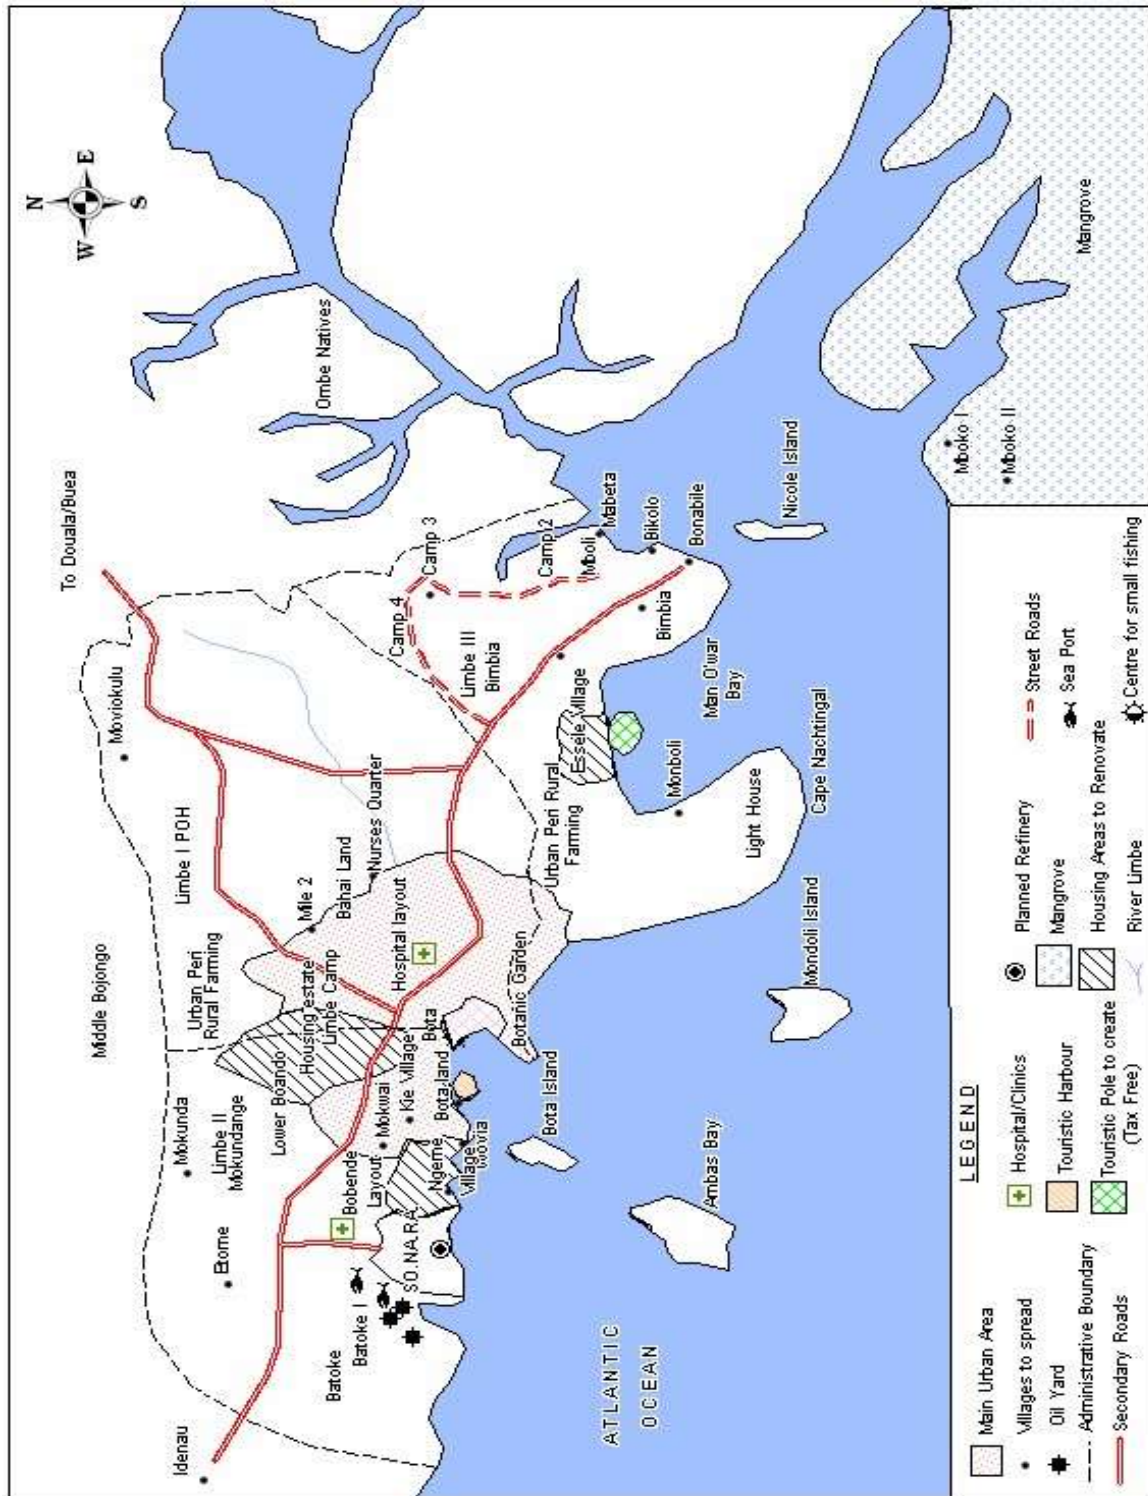 N
W E
S
To Douala/Buea
Middle Bojongo
Moviokulu
Ombe Natives
Idenau
Etome
Mokunda
Limbe II
Mokundange
Urban Peri
Rural Farming
Limbe I POH
Lower Boando
Housing estate
Limbe Camp
Mile 2
Bahai Land
Nurses Quarter
Hospital layout
Camp 4
Camp 3
Limbe III
Bimbia
Camp 2
Mboli
Mabeta
Bikolo
Bonabile
Bimbia
Batoke
Batoke I
SO.NA.RA.
Bobende
Layout
Mokwai
Kie Village
Bota
Bota land
Ngeme
Village
Movia
Botanic Garden
Urban Peri Rural
Farming
Essele Village
Monboli
Man O'war
Bay
Light House
Cape Nachtingal
Nicole Island
Bota Island
Mondoli Island
Ambas Bay
ATLANTIC
OCEAN
Mboko I
Mboko II
Mangrove
LEGEND
Main Urban Area
Villages to spread
Oil Yard
Administrative Boundary
Secondary Roads
Hospital/Clinics
Touristic Harbour
Touristic Pole to create
(Tax Free)
Planned Refinery
Mangrove
Housing Areas to Renovate
River Limbe
Street Roads
Sea Port
Centre for small fishing